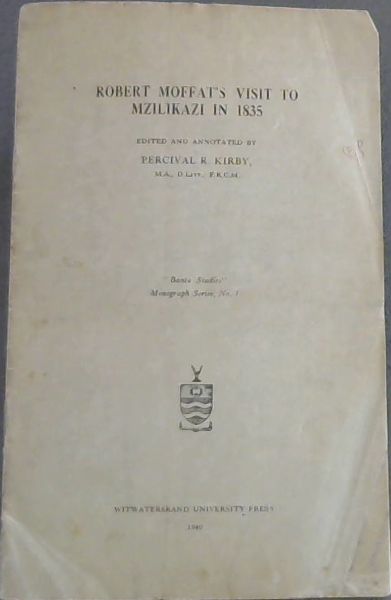 ROBERT MOFFAT'S VISIT TO
MZILIKAZI IN 1835
EDITED AND ANNOTATED BY
PERCIVAL R. KIRBY,
M.A., D.LITT., F.R.C.M.
"Bantu Studies"
Monograph Series, No. 1
WITWATERSRAND UNIVERSITY PRESS
1940